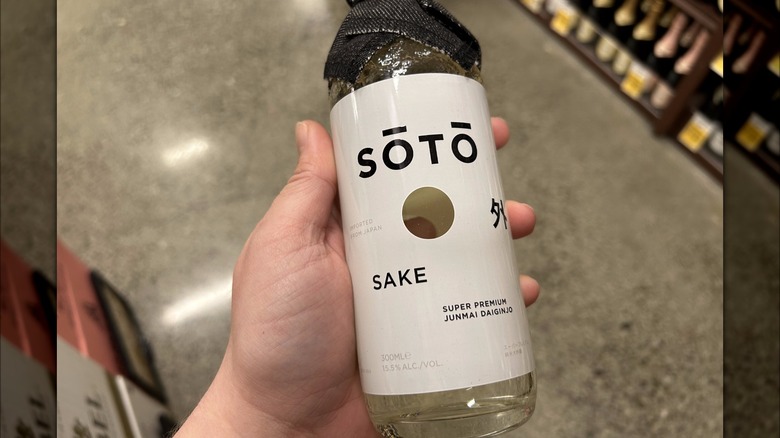 SŌTŌ
IMPORTED
FROM JAPAN
外
SAKE
SUPER PREMIUM
JUNMAI DAIGINJO
300ML℮
15.5% ALC./VOL.